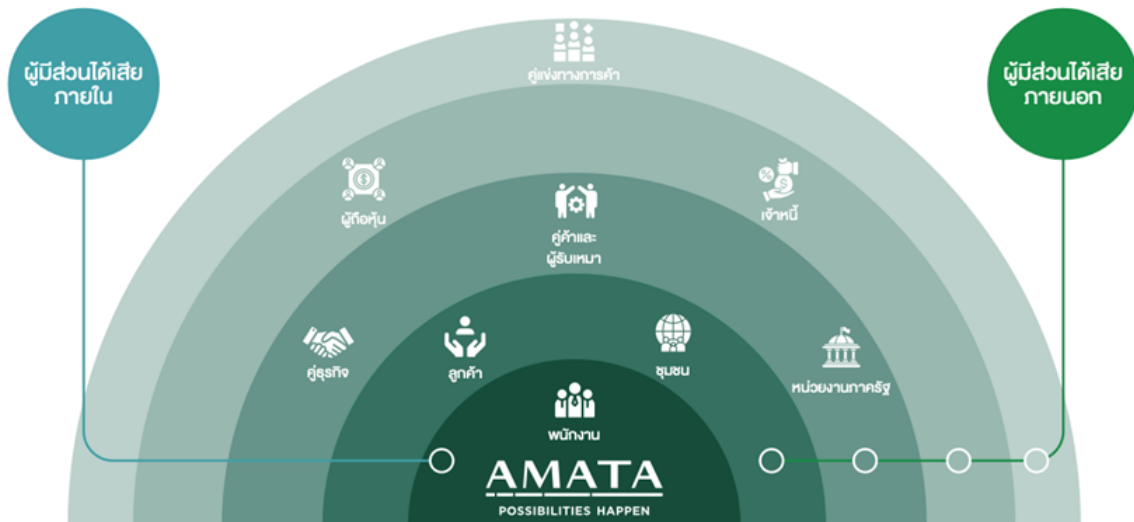 ผู้มีส่วนได้เสีย
ภายใน
ผู้มีส่วนได้เสีย
ภายนอก
คู่แข่งทางการค้า
ผู้ถือหุ้น
เจ้าหนี้
คู่ค้าและ
ผู้รับเหมา
คู่ธุรกิจ
ลูกค้า
ชุมชน
หน่วยงานภาครัฐ
พนักงาน
AMATA
POSSIBILITIES HAPPEN